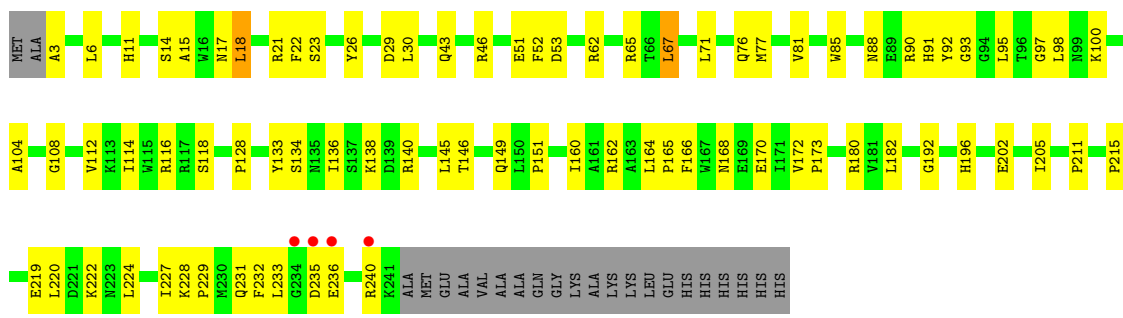 MET ALA A3 L6 H11 S14 A15 W16 N17 L18 R21 F22 S23 Y26 D29 L30 Q43 R46 E51 F52 D53 R62 R65 T66 L67 L71 Q76 M77 V81 W85 N88 E89 R90 H91 Y92 G93 G94 L95 T96 G97 L98 N99 K100
A104 G108 V112 K113 I114 W115 R116 R117 S118 P128 Y133 S134 N135 I136 S137 K138 D139 R140 L145 T146 Q149 L150 P151 I160 A161 R162 A163 L164 P165 F166 W167 N168 E169 E170 I171 V172 P173 R180 V181 L182 G192 H196 E202 I205 P211 P215
E219 L220 D221 K222 N223 L224 I227 K228 P229 M230 Q231 F232 L233 G234 D235 E236 R240 K241 ALA MET GLU ALA VAL ALA ALA GLN GLY LYS ALA LYS LYS LEU GLU HIS HIS HIS HIS HIS HIS